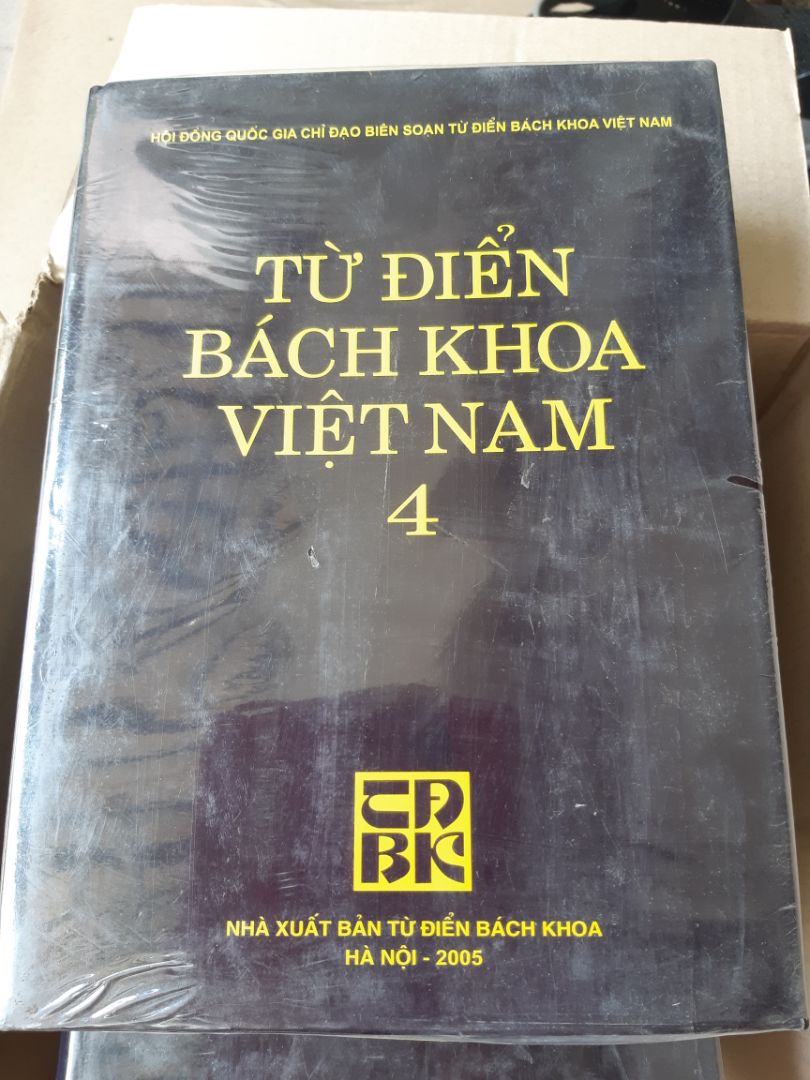 HỘI ĐỒNG QUỐC GIA CHỈ ĐẠO BIÊN SOẠN TỪ ĐIỂN BÁCH KHOA VIỆT NAM
TỪ ĐIỂN
BÁCH KHOA
VIỆT NAM
4
TĐ
BK
NHÀ XUẤT BẢN TỪ ĐIỂN BÁCH KHOA
HÀ NỘI - 2005